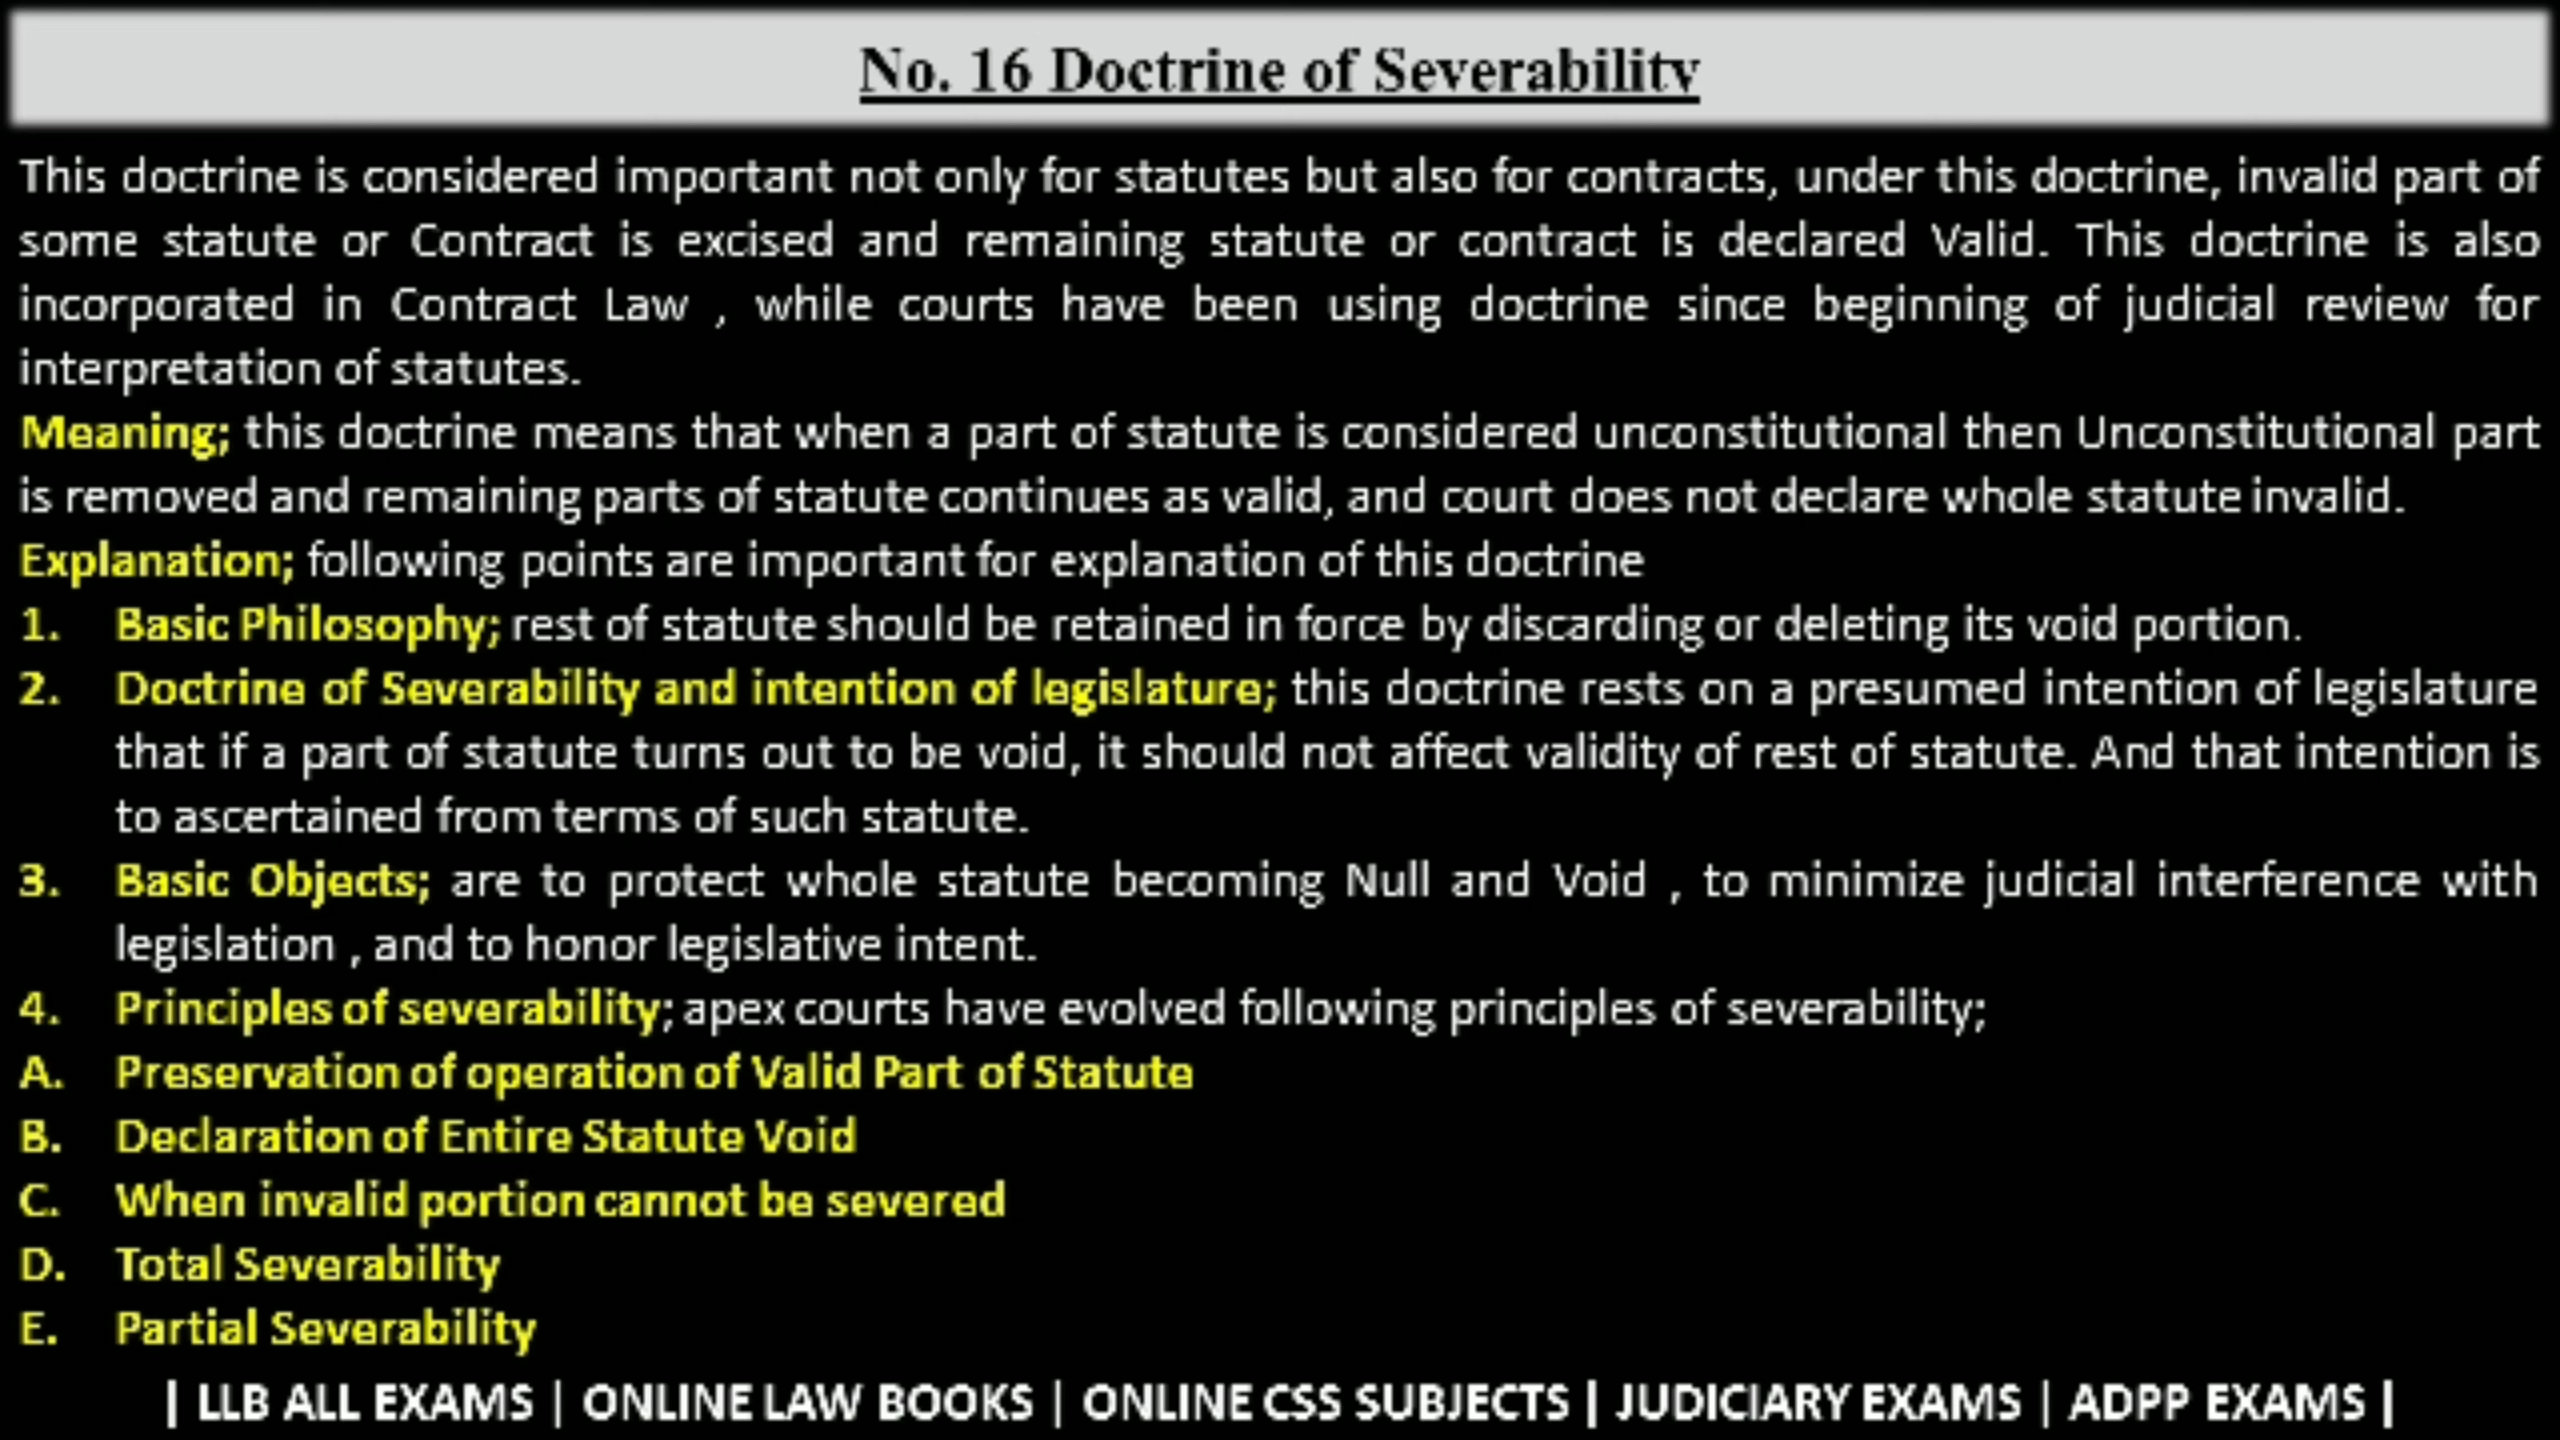 No. 16 Doctrine of Severability
This doctrine is considered important not only for statutes but also for contracts, under this doctrine, invalid part of
some statute or Contract is excised and remaining statute or contract is declared Valid. This doctrine is also
incorporated in Contract Law , while courts have been using doctrine since beginning of judicial review for
interpretation of statutes.
Meaning; this doctrine means that when a part of statute is considered unconstitutional then Unconstitutional part
is removed and remaining parts of statute continues as valid, and court does not declare whole statute invalid.
Explanation; following points are important for explanation of this doctrine
1. Basic Philosophy; rest of statute should be retained in force by discarding or deleting its void portion.
2. Doctrine of Severability and intention of legislature; this doctrine rests on a presumed intention of legislature
that if a part of statute turns out to be void, it should not affect validity of rest of statute. And that intention is
to ascertained from terms of such statute.
3. Basic Objects; are to protect whole statute becoming Null and Void , to minimize judicial interference with
legislation , and to honor legislative intent.
4. Principles of severability; apex courts have evolved following principles of severability;
A. Preservation of operation of Valid Part of Statute
B. Declaration of Entire Statute Void
C. When invalid portion cannot be severed
D. Total Severability
E. Partial Severability
| LLB ALL EXAMS | ONLINE LAW BOOKS | ONLINE CSS SUBJECTS | JUDICIARY EXAMS | ADPP EXAMS |